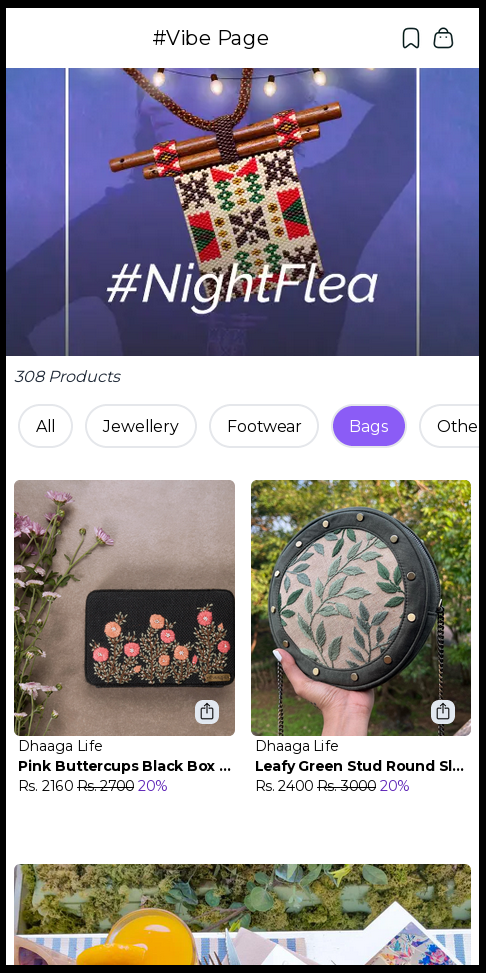 #Vibe Page
#NightFlea
308 Products
All
Jewellery
Footwear
Bags
Othe
Dhaaga Life
Pink Buttercups Black Box ...
Rs. 2160 Rs. 2700 20%
Dhaaga Life
Leafy Green Stud Round Sl...
Rs. 2400 Rs. 3000 20%